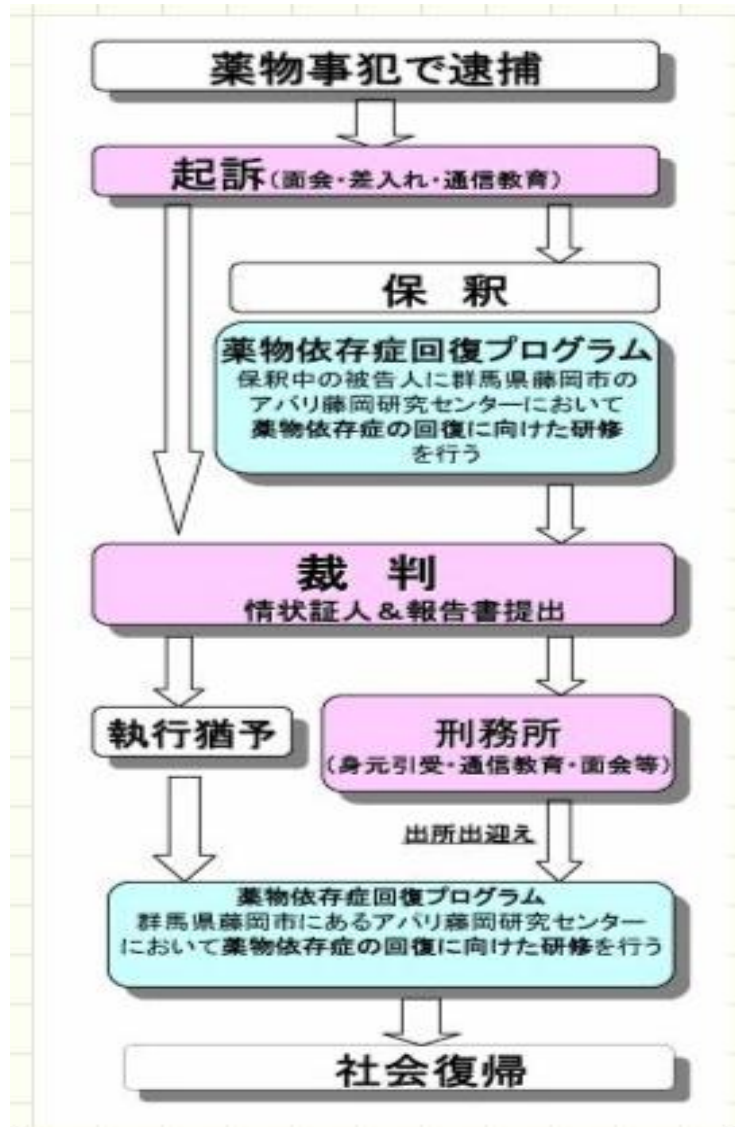 薬物事犯で逮捕
起訴(面会・差入れ・通信教育)
保 釈
薬物依存症回復プログラム
保釈中の被告人に群馬県藤岡市の
アパリ藤岡研究センターにおいて
薬物依存症の回復に向けた研修
を行う
裁 判
情状証人&報告書提出
執行猶予
刑務所
(身元引受・通信教育・面会等)
出所出迎え
薬物依存症回復プログラム
群馬県藤岡市にあるアパリ藤岡研究センター
において薬物依存症の回復に向けた研修を行う
社会復帰